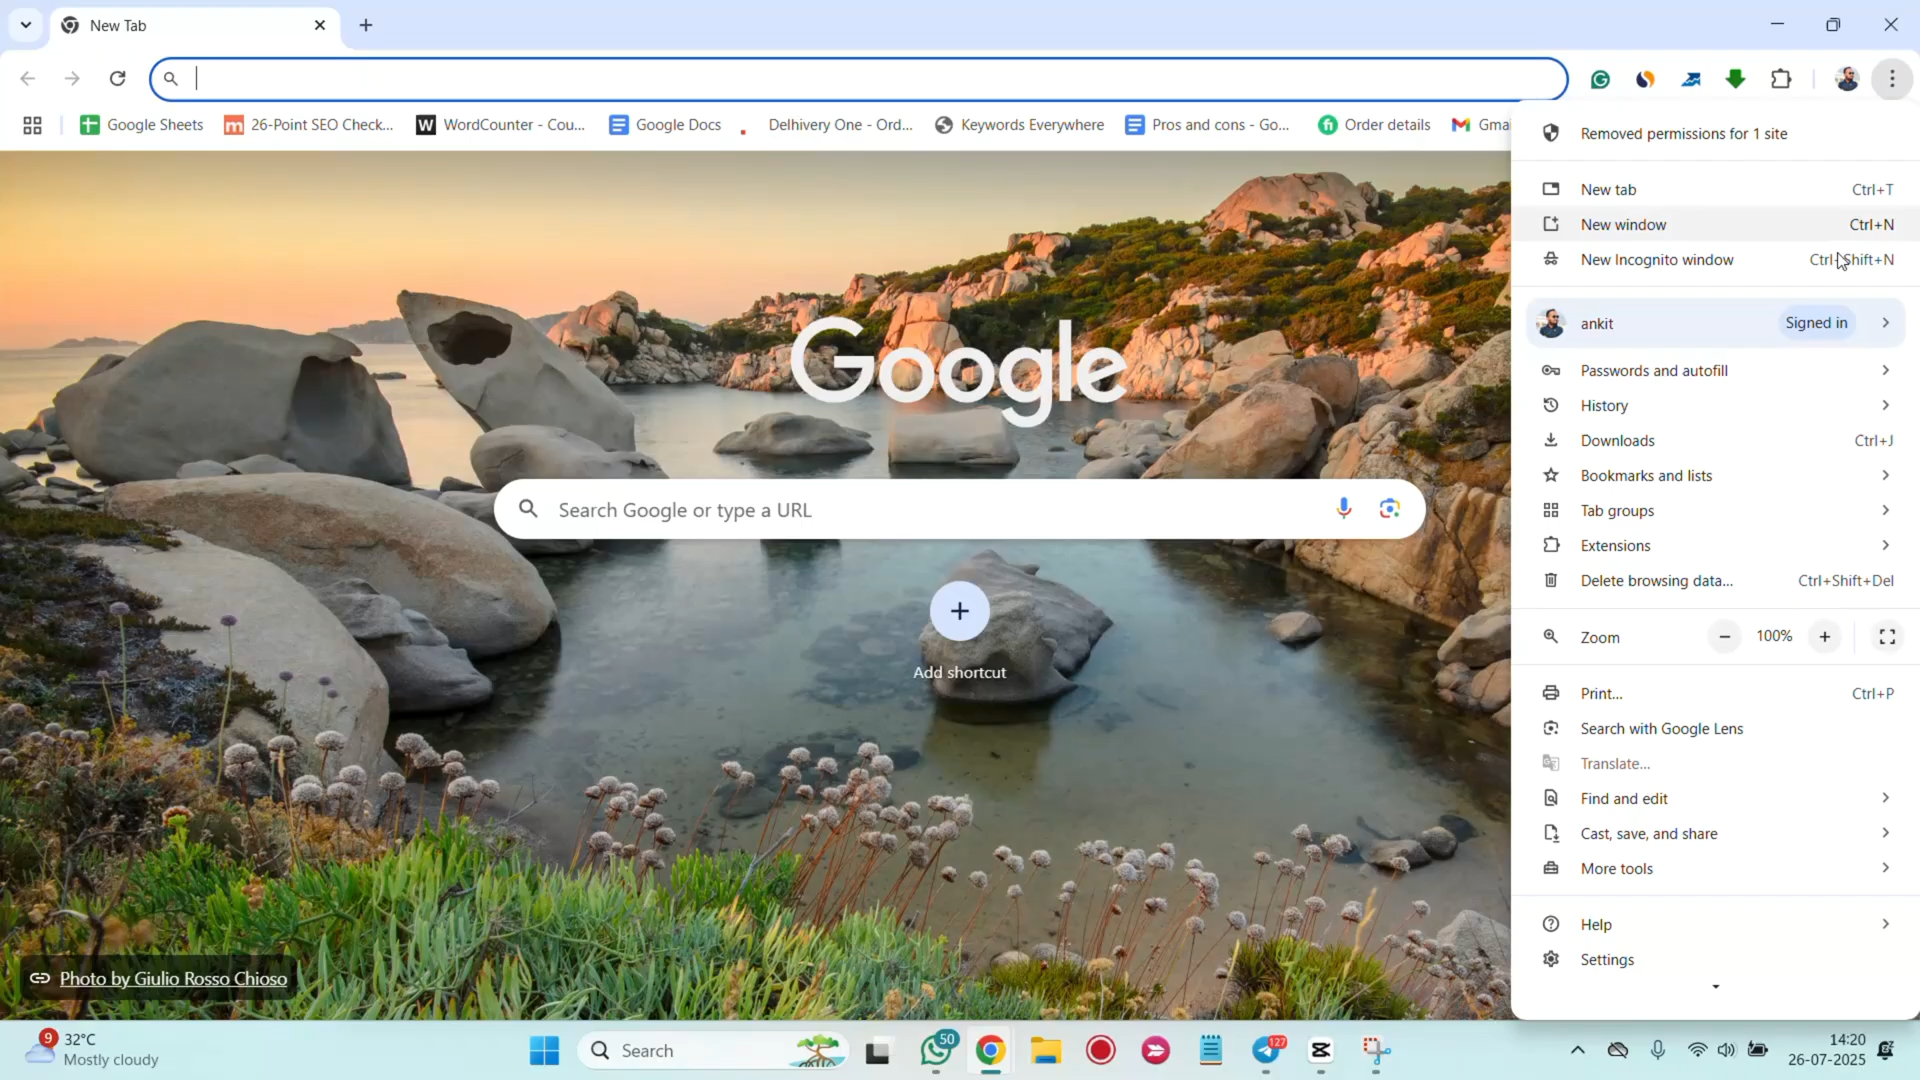 New Tab
Google Sheets
26-Point SEO Check...
WordCounter - Cou...
Google Docs
Delhivery One - Ord...
Keywords Everywhere
Pros and cons - Go...
Order details
Removed permissions for 1 site
New tab Ctrl+T
New window Ctrl+N
New Incognito window Ctrl+Shift+N
ankit Signed in
Passwords and autofill
History
Downloads Ctrl+J
Bookmarks and lists
Tab groups
Extensions
Delete browsing data... Ctrl+Shift+Del
Zoom 100%
Print... Ctrl+P
Search with Google Lens
Translate...
Find and edit
Cast, save, and share
More tools
Help
Settings
Google
Search Google or type a URL
Add shortcut
Photo by Giulio Rosso Chioso
9
32°C
Mostly cloudy
Search
50
127
14:20
26-07-2025